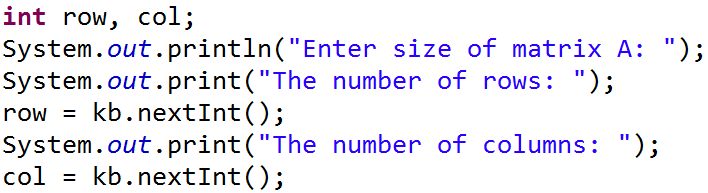 int row, col;
System.out.println("Enter size of matrix A: ");
System.out.print("The number of rows: ");
row = kb.nextInt();
System.out.print("The number of columns: ");
col = kb.nextInt();